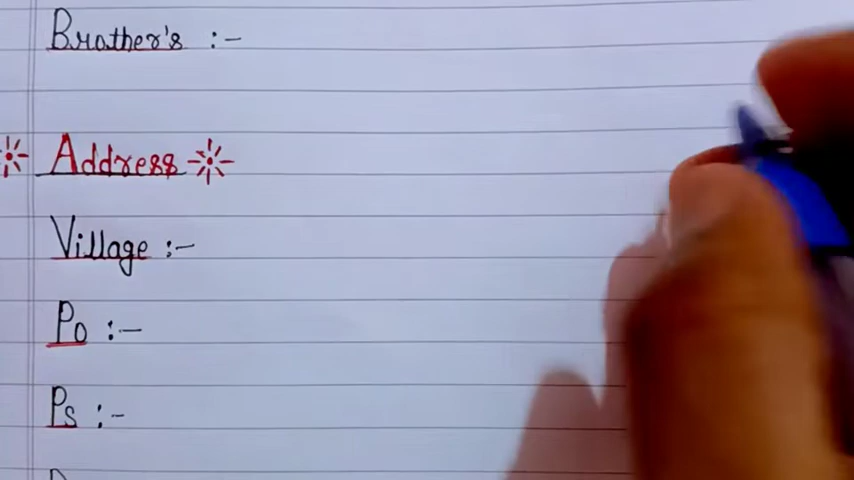 Brother's :-
Address
Village :-
Po :-
Ps :-